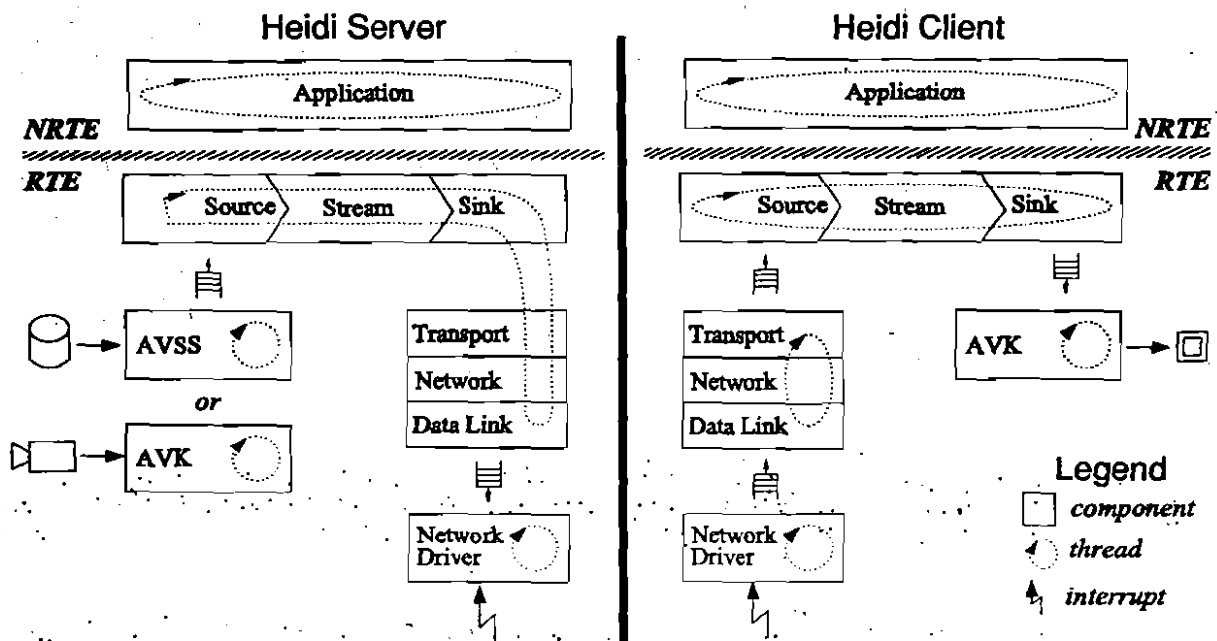 Heidi Server
Application
NRTE
RTE
Source
Stream
Sink
AVSS
or
AVK
Transport
Network
Data Link
Network
Driver
Heidi Client
Application
NRTE
RTE
Source
Stream
Sink
Transport
Network
Data Link
AVK
Network
Driver
Legend
component
thread
interrupt